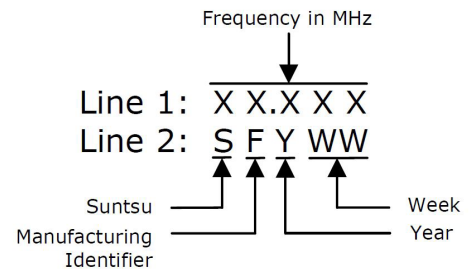 Frequency in MHz
Line 1: X X.X X X
Line 2: S F Y WW
Suntsu
Week
Manufacturing
Identifier
Year